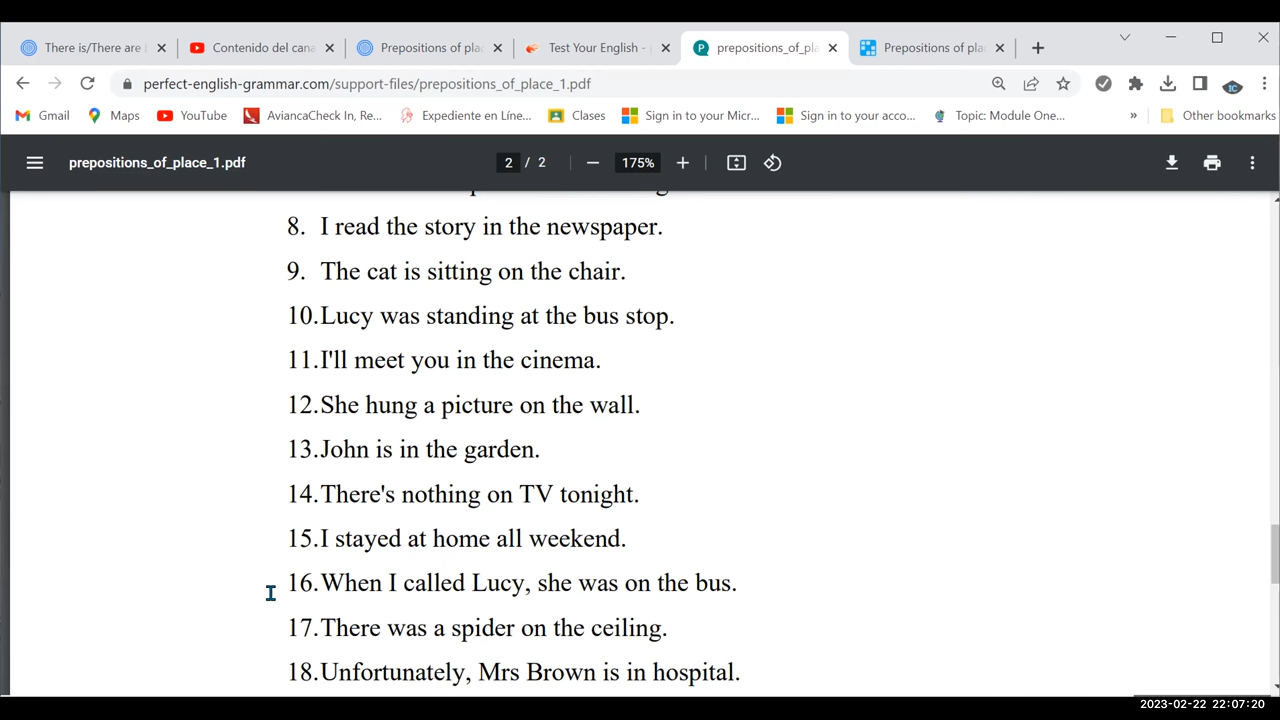 There is/There are
Contenido del cana
Prepositions of plac
Test Your English - p
prepositions_of_pla
Prepositions of plac
perfect-english-grammar.com/support-files/prepositions_of_place_1.pdf
Gmail
Maps
YouTube
AviancaCheck In, Re...
Expediente en Líne...
Clases
Sign in to your Micr...
Sign in to your acco...
Topic: Module One...
»
Other bookmarks
prepositions_of_place_1.pdf
2 / 2
175%
8. I read the story in the newspaper.
9. The cat is sitting on the chair.
10.Lucy was standing at the bus stop.
11.I'll meet you in the cinema.
12.She hung a picture on the wall.
13.John is in the garden.
14.There's nothing on TV tonight.
15.I stayed at home all weekend.
16.When I called Lucy, she was on the bus.
17.There was a spider on the ceiling.
18.Unfortunately, Mrs Brown is in hospital.
2023-02-22 22:07:20